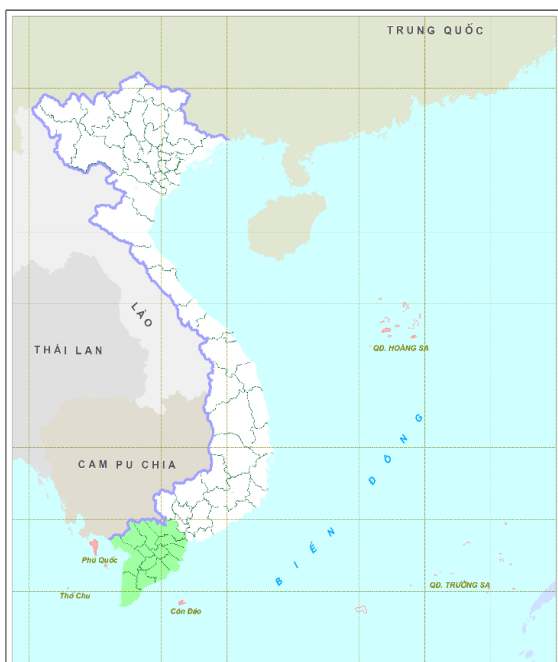 TRUNG QUỐC
LÀO
THÁI LAN
QĐ. HOÀNG SA
CAM PU CHIA
BIỂN ĐÔNG
Phú Quốc
Thổ Chu
Côn Đảo
QĐ. TRƯỜNG SA